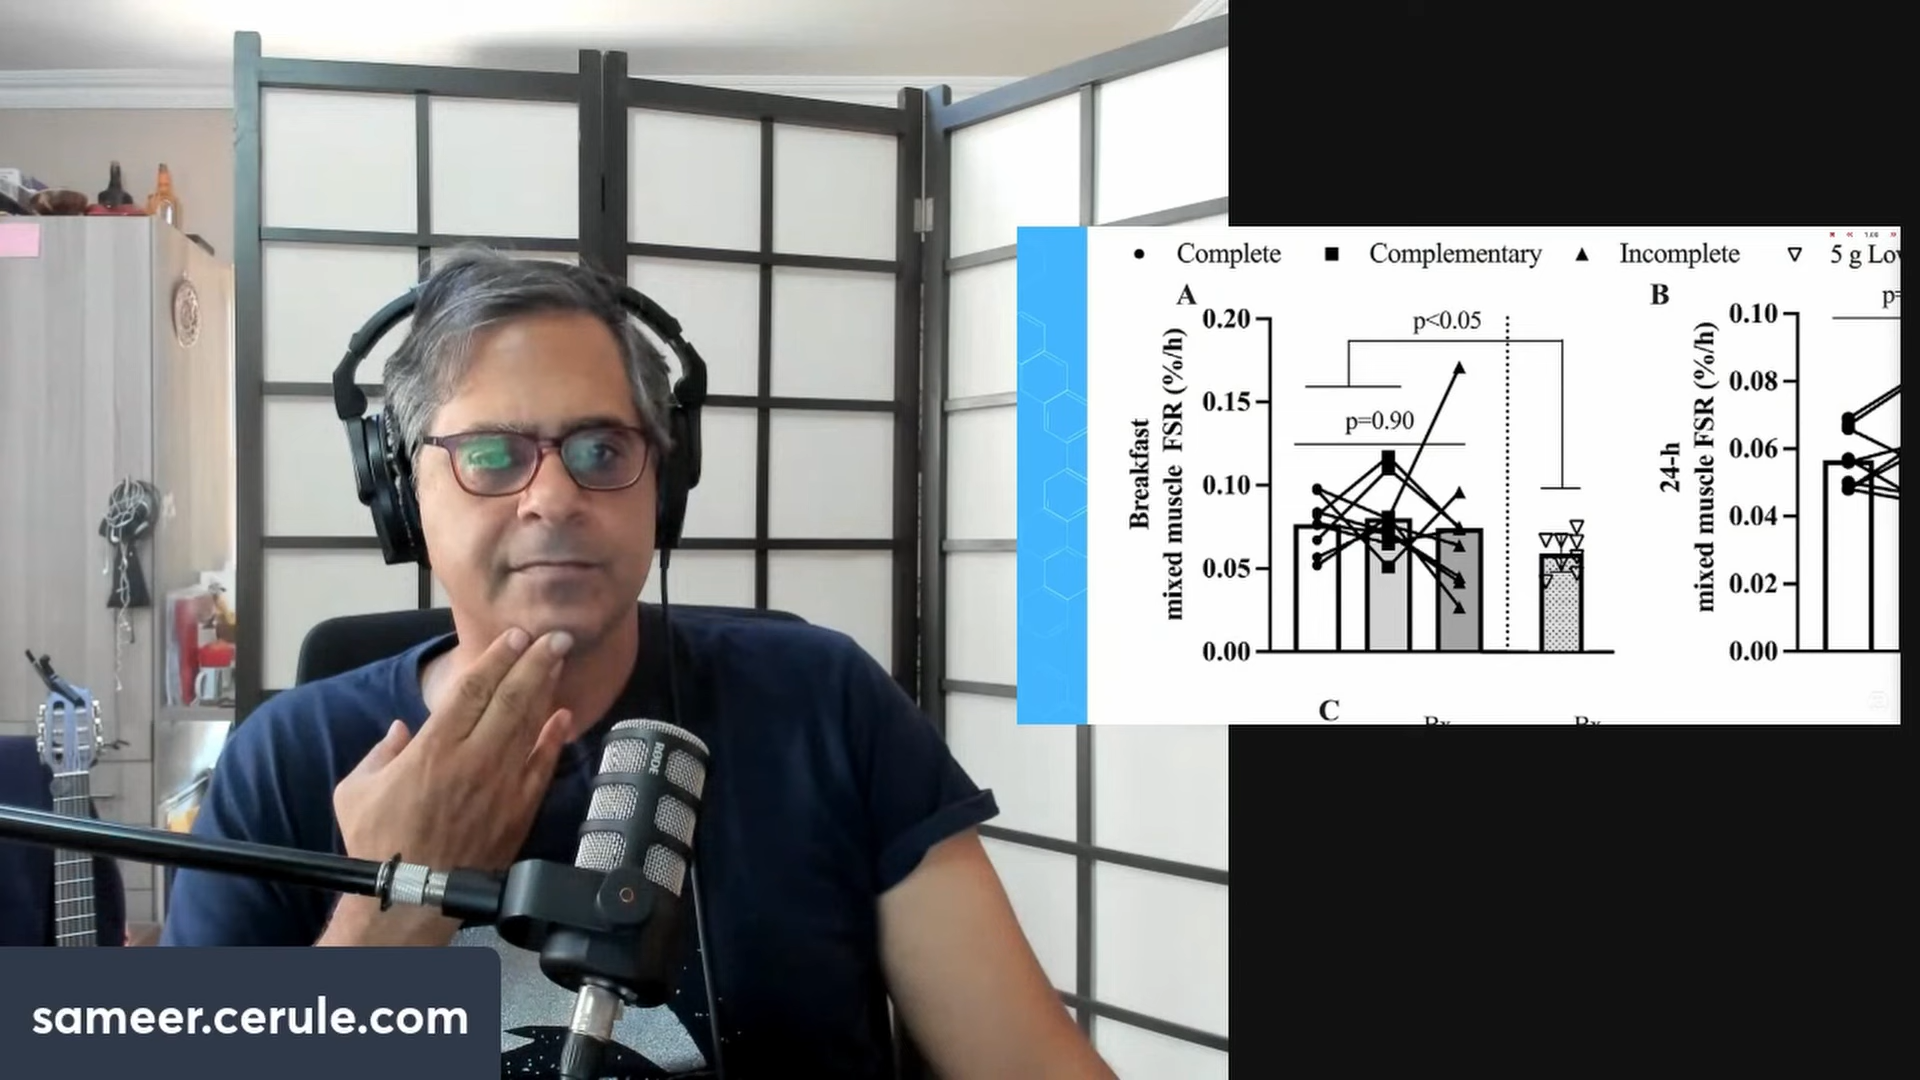 Complete Complementary Incomplete 5 g Lov
A
p<0.05
p=0.90
Breakfast
mixed muscle FSR (%/h)
0.20
0.15
0.10
0.05
0.00
B
p=
24-h
mixed muscle FSR (%/h)
0.10
0.08
0.06
0.04
0.02
0.00
C
RØDE
sameer.cerule.com